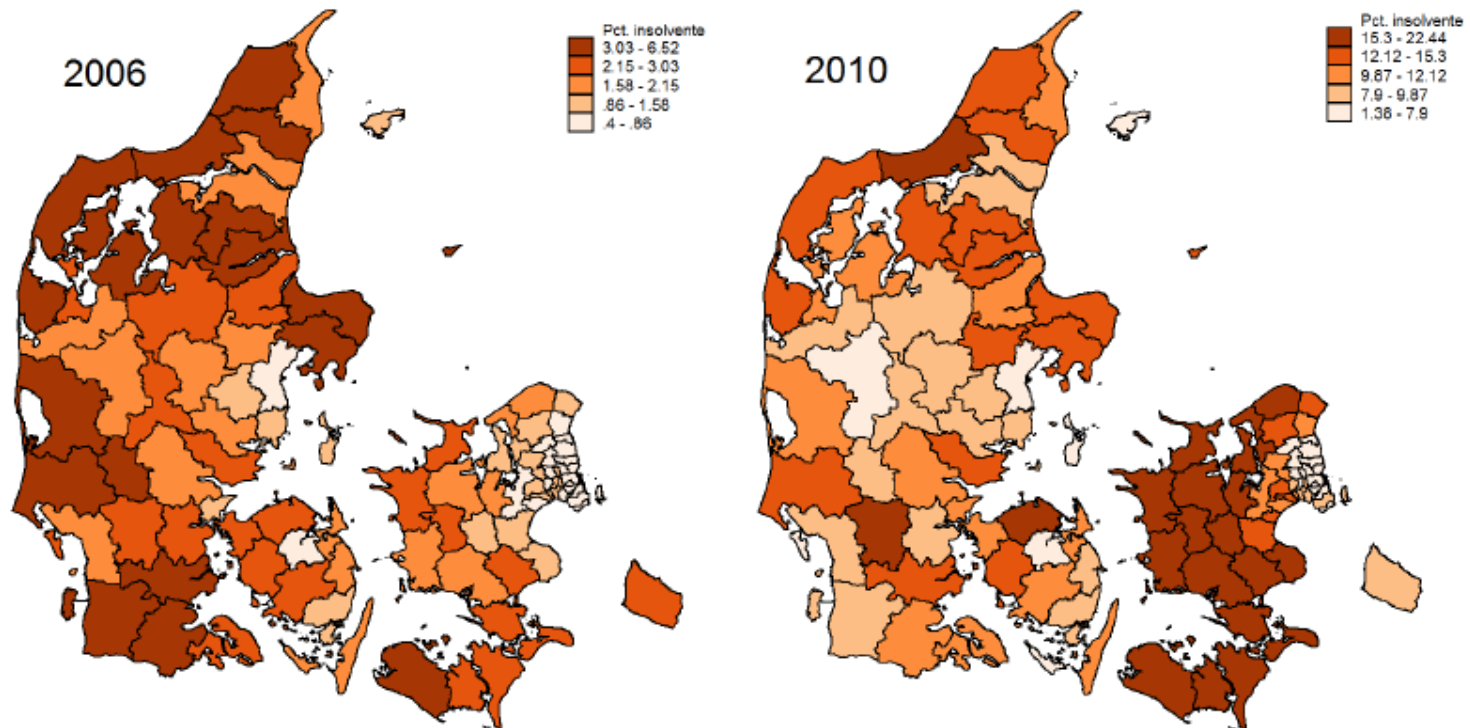 2006
Pct. insolvente
3.03 - 6.52
2.15 - 3.03
1.58 - 2.15
.86 - 1.58
.4 - .86
2010
Pct. insolvente
15.3 - 22.44
12.12 - 15.3
9.87 - 12.12
7.9 - 9.87
1.38 - 7.9